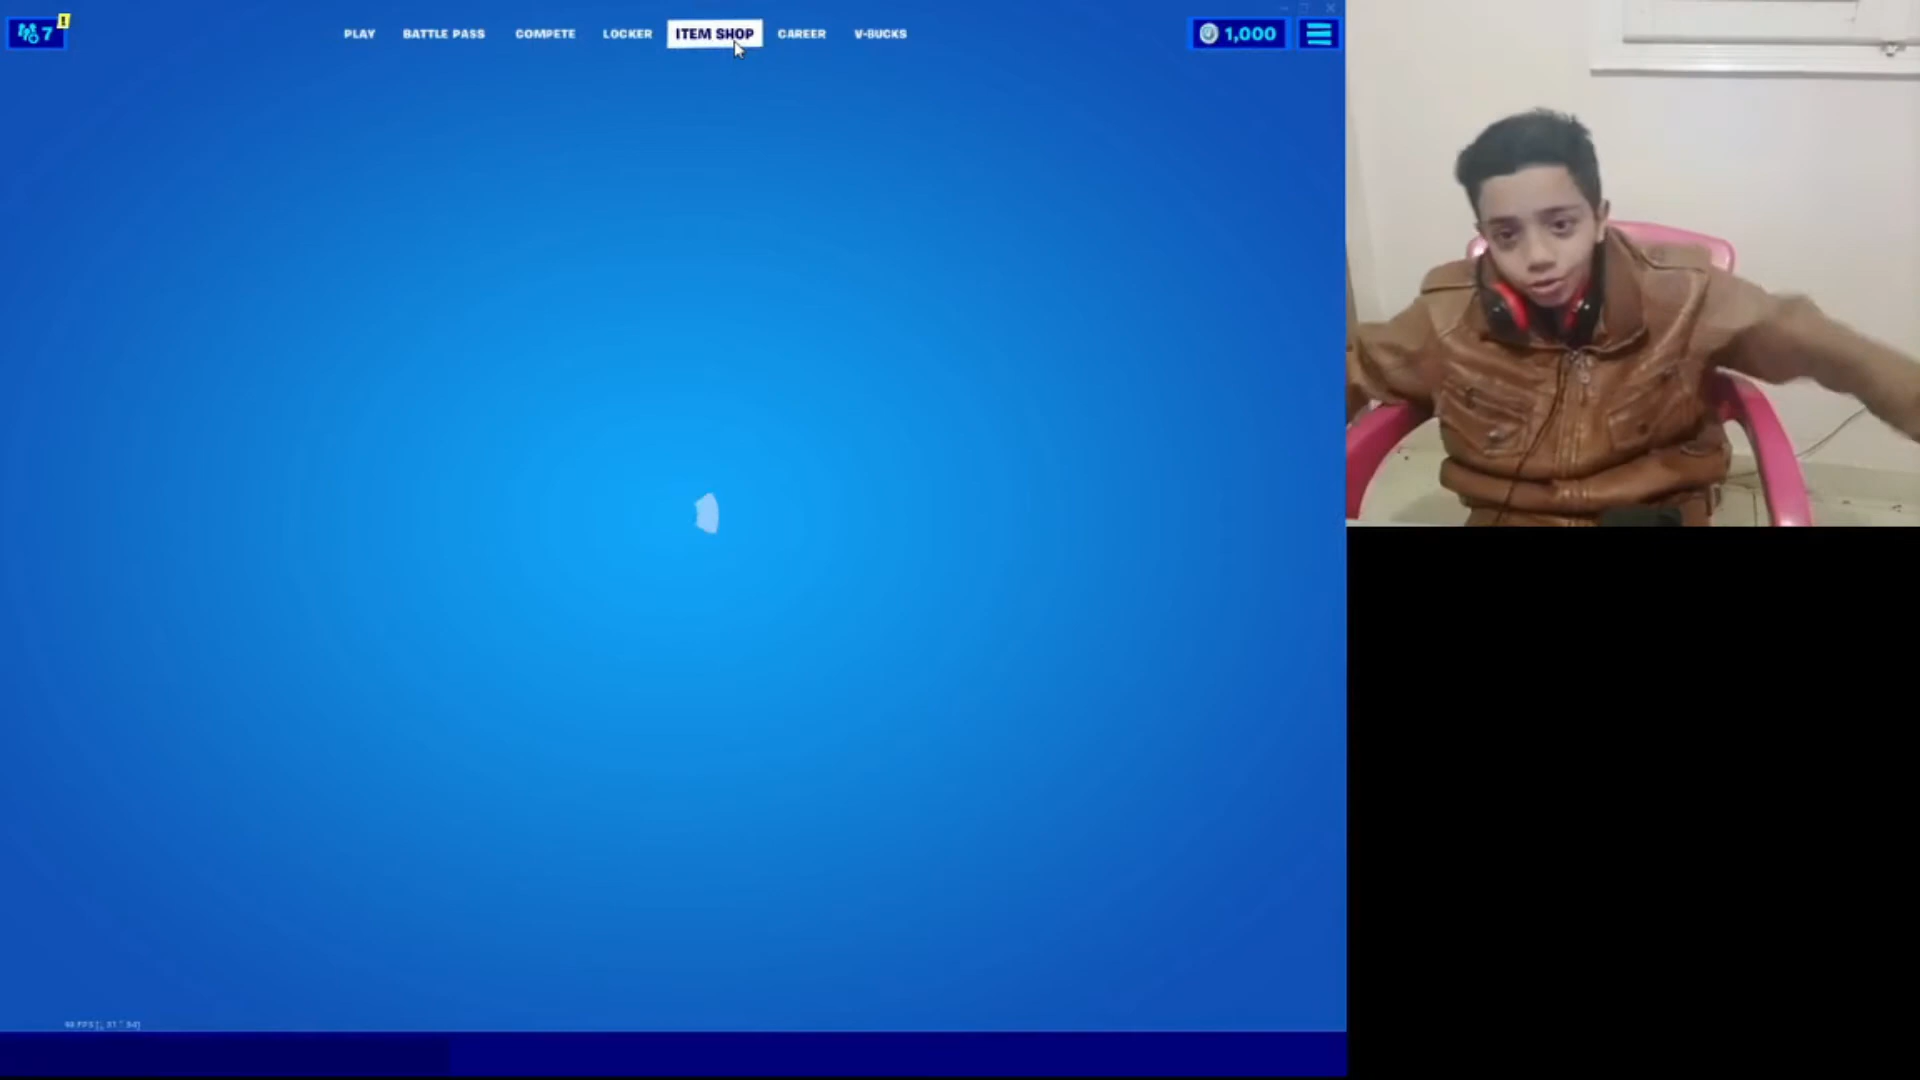 7 !
PLAY BATTLE PASS COMPETE LOCKER ITEM SHOP CAREER V-BUCKS
1,000